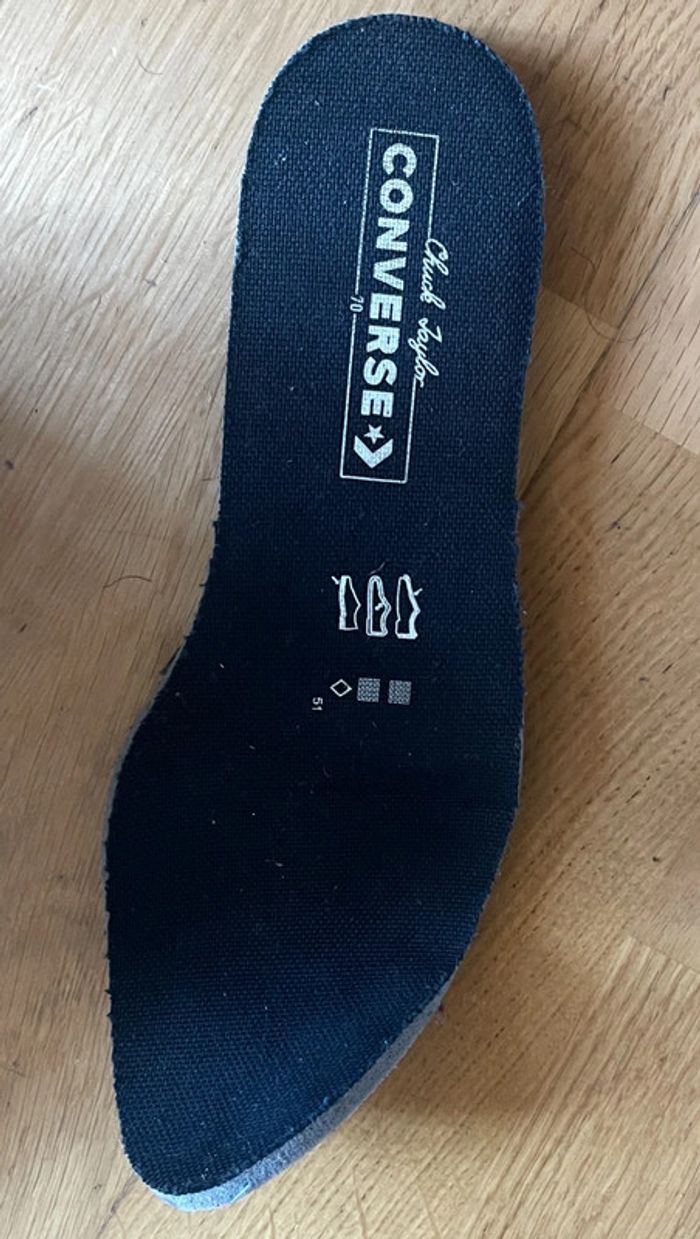 Chuck Taylor
CONVERSE
70
51